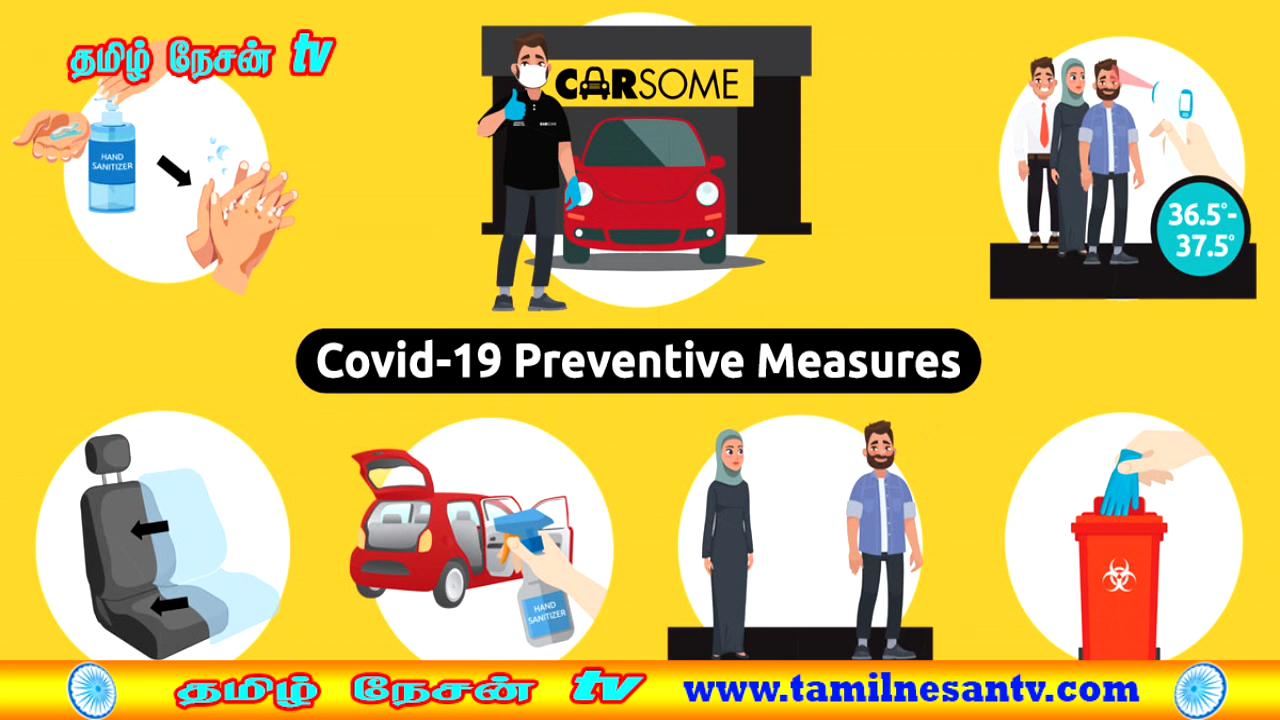 தமிழ் நேசன் tv
CARSOME
HAND
SANITIZER
36.5°-
37.5°
Covid-19 Preventive Measures
HAND
SANITIZER
தமிழ் நேசன் tv www.tamilnesantv.com